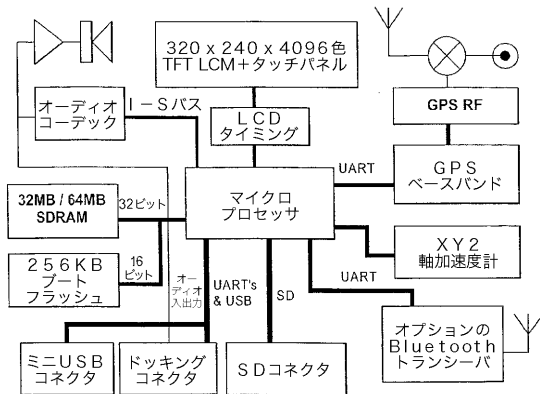 320 x 240 x 4096色
TFT LCM+タッチパネル
オーディオ
コーデック
I-Sバス
LCD
タイミング
GPS RF
UART
GPS
ベースバンド
32MB / 64MB
SDRAM
32ビット
マイクロ
プロセッサ
256KB
ブート
フラッシュ
16
ビット
オー
ディオ
入出力
UART's
& USB
SD
UART
XY2
軸加速度計
ミニUSB
コネクタ
ドッキング
コネクタ
SDコネクタ
オプションの
Bluetooth
トランシーバ